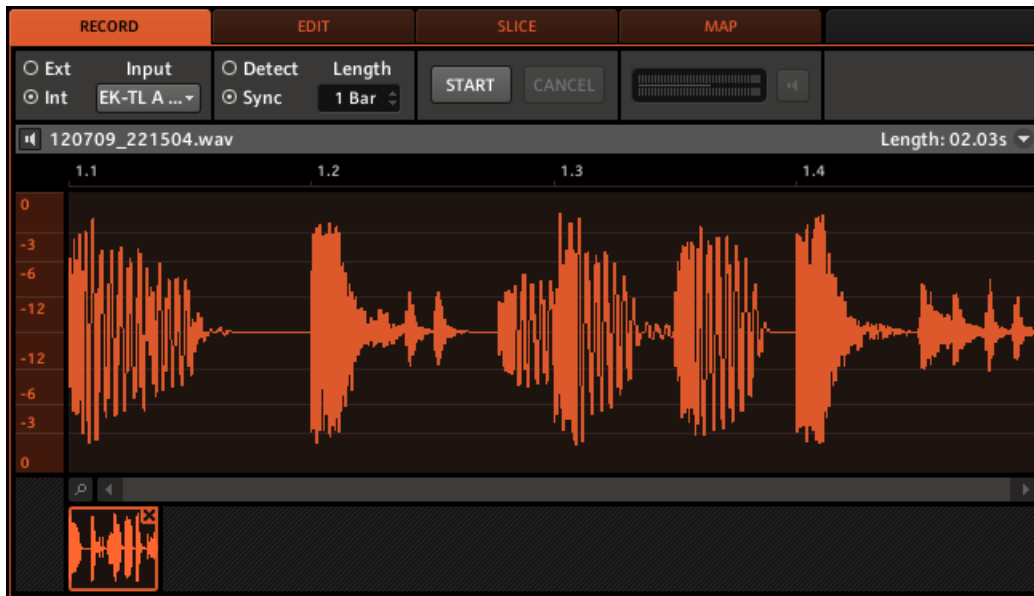 RECORD EDIT SLICE MAP
Ext Input Detect Length
Int EK-TL A ... Sync 1 Bar START CANCEL
120709_221504.wav Length: 02.03s
1.1 1.2 1.3 1.4
0
-3
-6
-12
-12
-6
-3
0